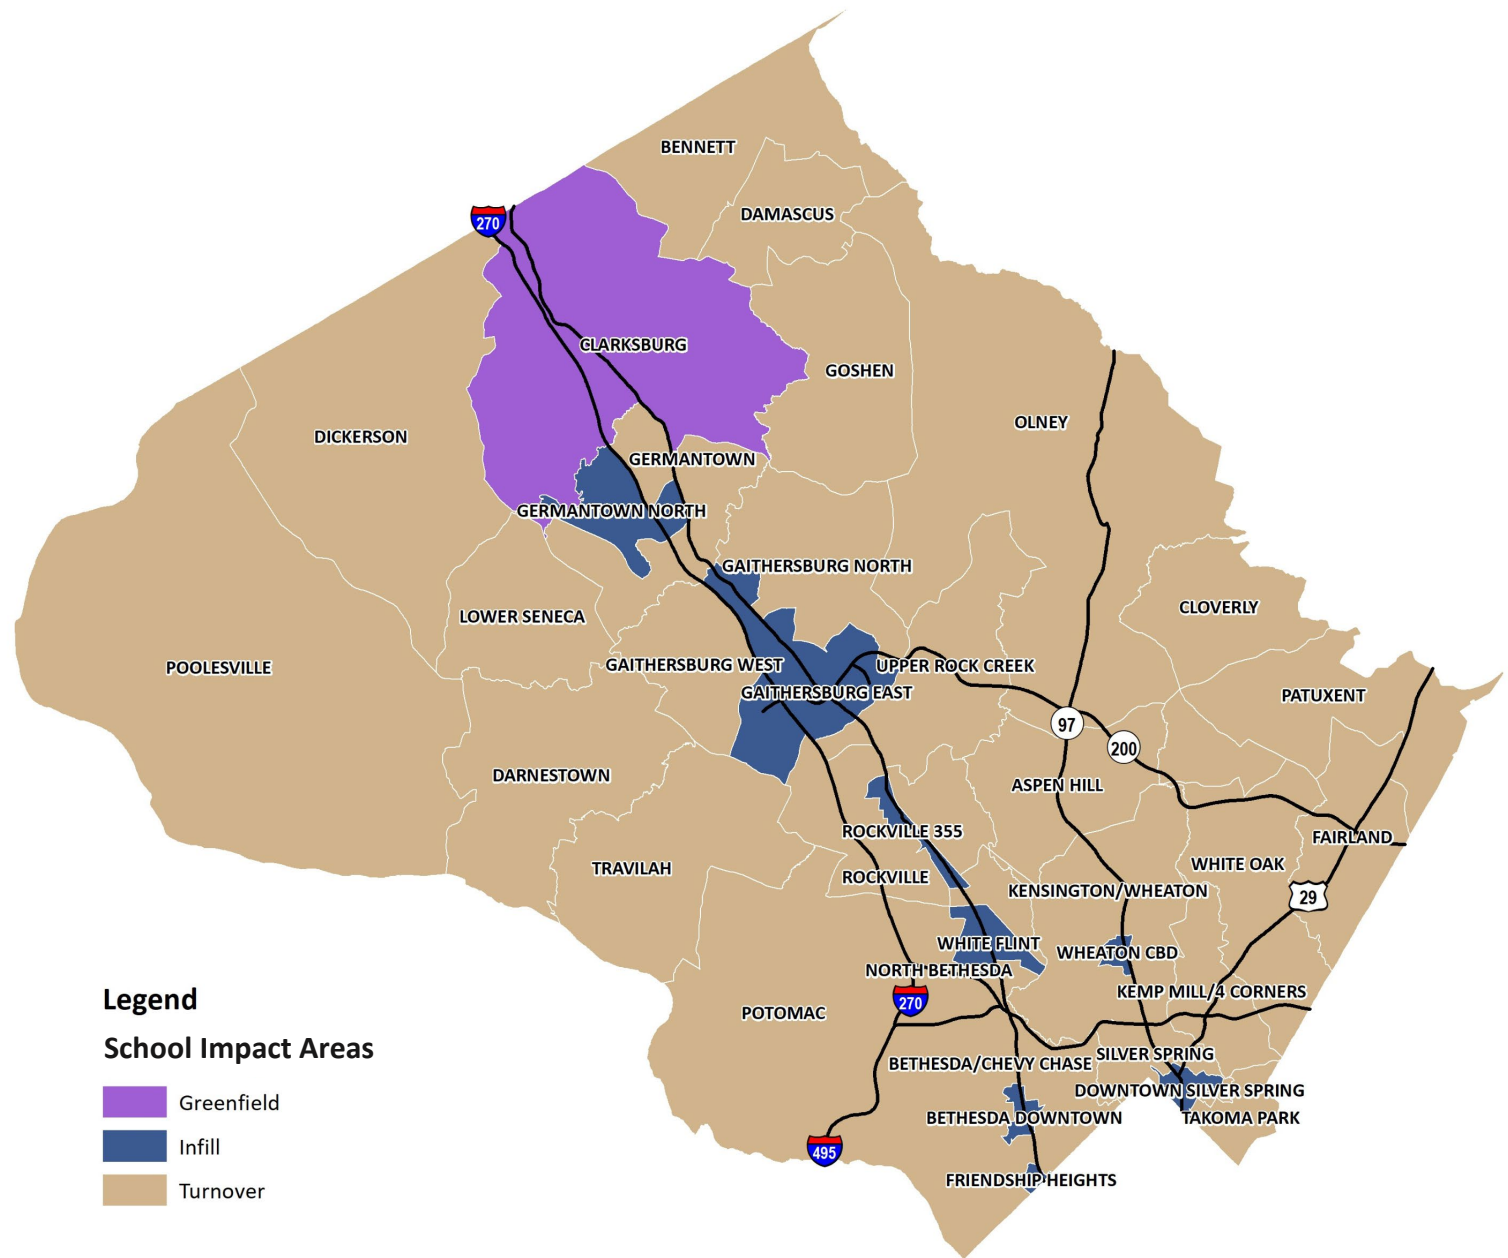 BENNETT
DAMASCUS
270
CLARKSBURG
GOSHEN
OLNEY
DICKERSON
GERMANTOWN
GERMANTOWN NORTH
GAITHERSBURG NORTH
LOWER SENECA
CLOVERLY
POOLESVILLE
GAITHERSBURG WEST
UPPER ROCK CREEK
GAITHERSBURG EAST
PATUXENT
97
200
DARNESTOWN
ASPEN HILL
ROCKVILLE 355
FAIRLAND
TRAVILAH
WHITE OAK
ROCKVILLE
KENSINGTON/WHEATON
29
WHITE FLINT
WHEATON CBD
NORTH BETHESDA
KEMP MILL/4 CORNERS
270
POTOMAC
SILVER SPRING
BETHESDA/CHEVY CHASE
DOWNTOWN SILVER SPRING
BETHESDA DOWNTOWN
TAKOMA PARK
495
FRIENDSHIP HEIGHTS
Legend
School Impact Areas
Greenfield
Infill
Turnover